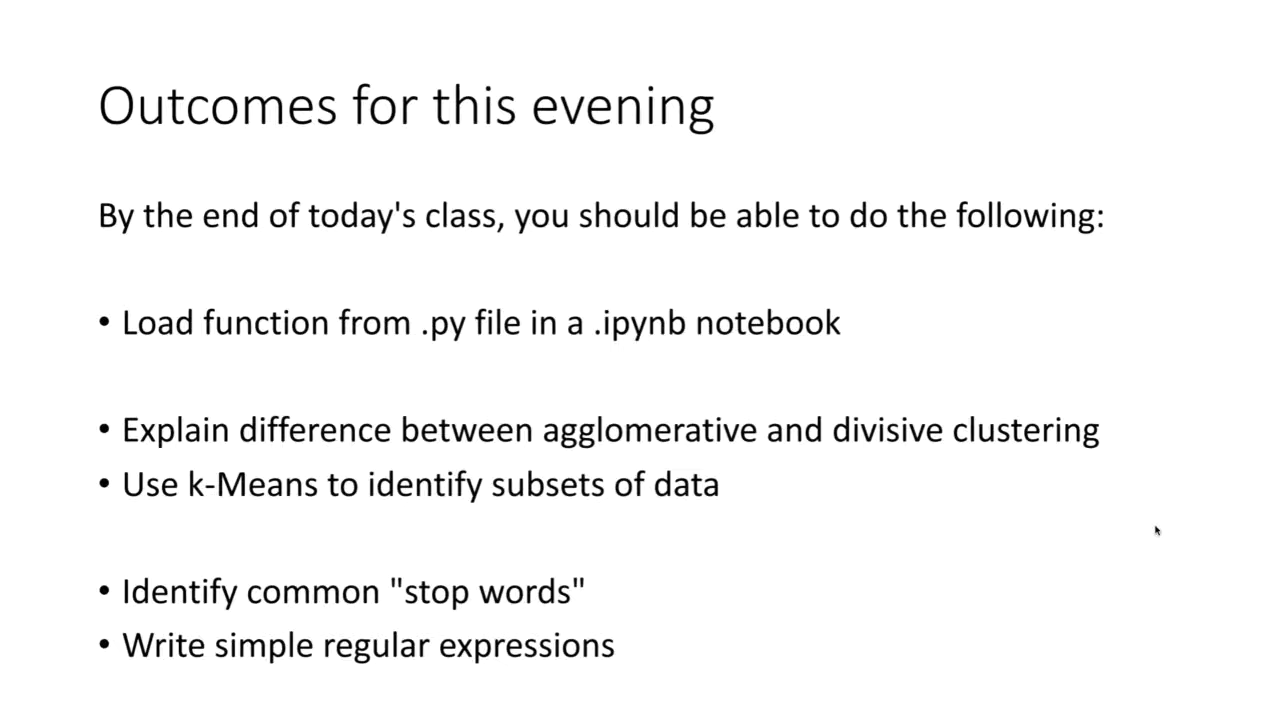 Outcomes for this evening
By the end of today's class, you should be able to do the following:
• Load function from .py file in a .ipynb notebook
• Explain difference between agglomerative and divisive clustering
• Use k-Means to identify subsets of data
• Identify common "stop words"
• Write simple regular expressions